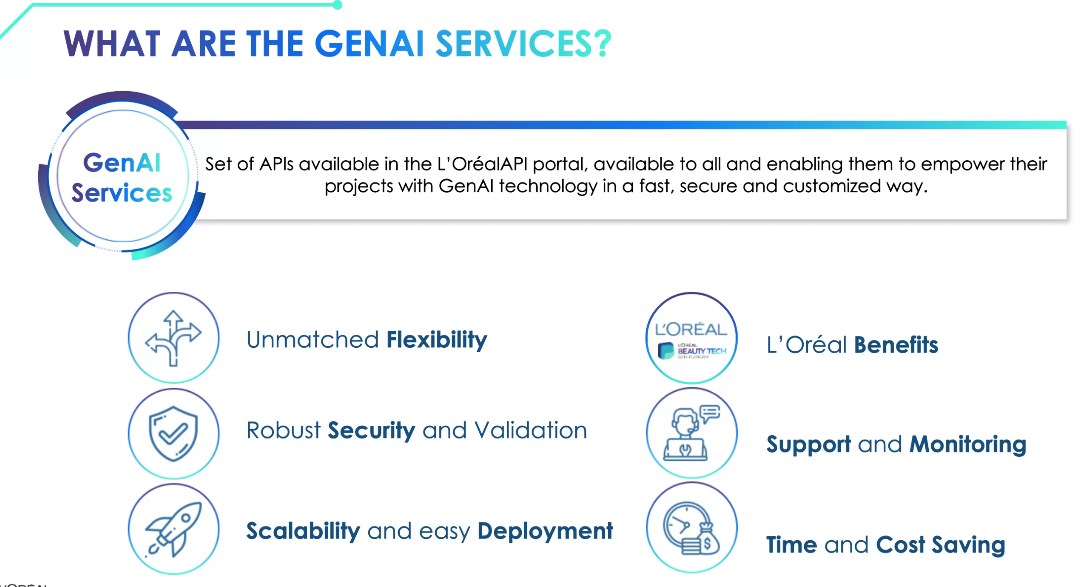 WHAT ARE THE GENAI SERVICES?
GenAI
Services
Set of APIs available in the L'OréalAPI portal, available to all and enabling them to empower their
projects with GenAI technology in a fast, secure and customized way.
Unmatched Flexibility
L'ORÉAL
L'ORÉAL
BEAUTY TECH
L'Oréal Benefits
Robust Security and Validation
Support and Monitoring
Scalability and easy Deployment
$
Time and Cost Saving